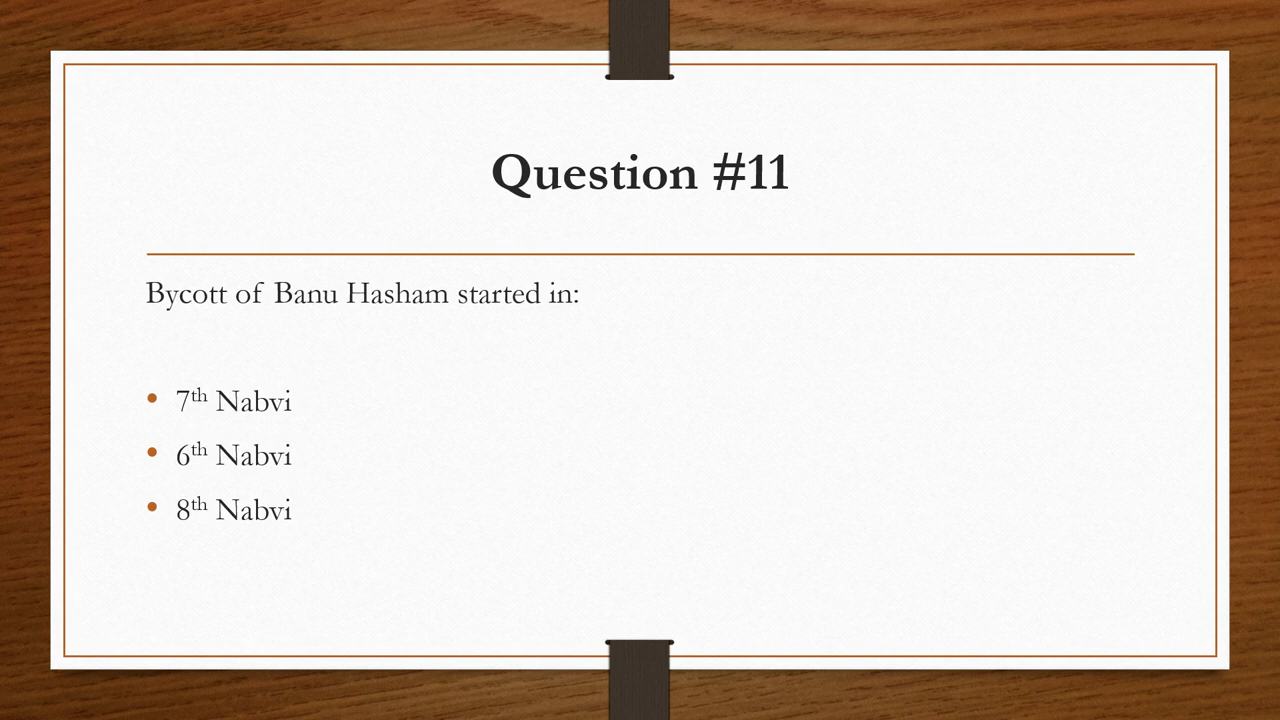 Question #11
Bycott of Banu Hasham started in:
• 7th Nabvi
• 6th Nabvi
• 8th Nabvi